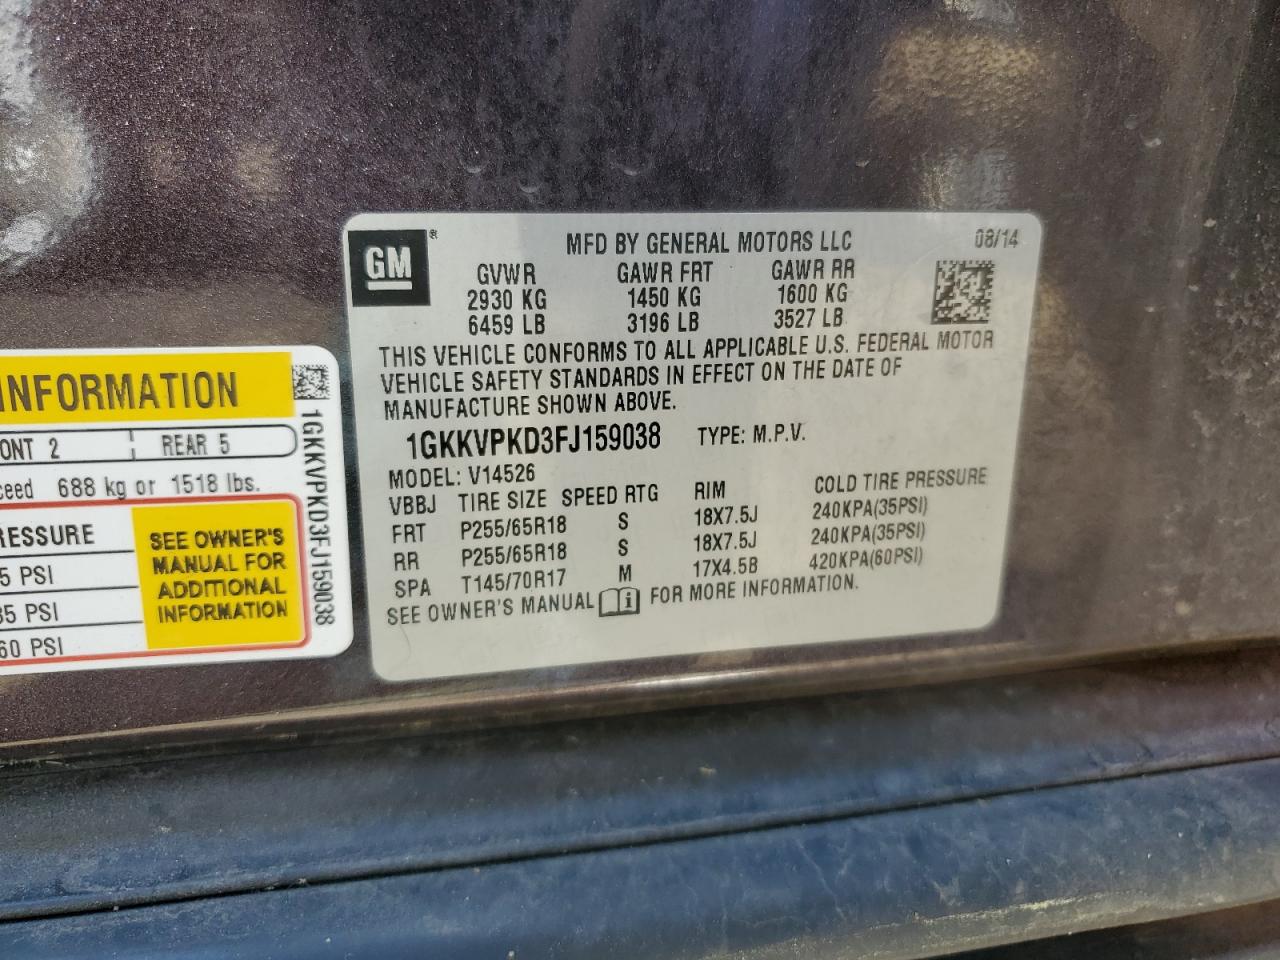 INFORMATION
ONT 2 REAR 5
ceed 688 kg or 1518 lbs.
RESSURE
5 PSI
35 PSI
60 PSI
SEE OWNER'S
MANUAL FOR
ADDITIONAL
INFORMATION
1GKKVPKD3FJ159038
GM®
MFD BY GENERAL MOTORS LLC 08/14
GVWR GAWR FRT GAWR RR
2930 KG 1450 KG 1600 KG
6459 LB 3196 LB 3527 LB
THIS VEHICLE CONFORMS TO ALL APPLICABLE U.S. FEDERAL MOTOR
VEHICLE SAFETY STANDARDS IN EFFECT ON THE DATE OF
MANUFACTURE SHOWN ABOVE.
1GKKVPKD3FJ159038 TYPE: M.P.V.
MODEL: V14526
VBBJ TIRE SIZE SPEED RTG RIM COLD TIRE PRESSURE
FRT P255/65R18 S 18X7.5J 240KPA(35PSI)
RR P255/65R18 S 18X7.5J 240KPA(35PSI)
SPA T145/70R17 M 17X4.5B 420KPA(60PSI)
SEE OWNER'S MANUAL i FOR MORE INFORMATION.